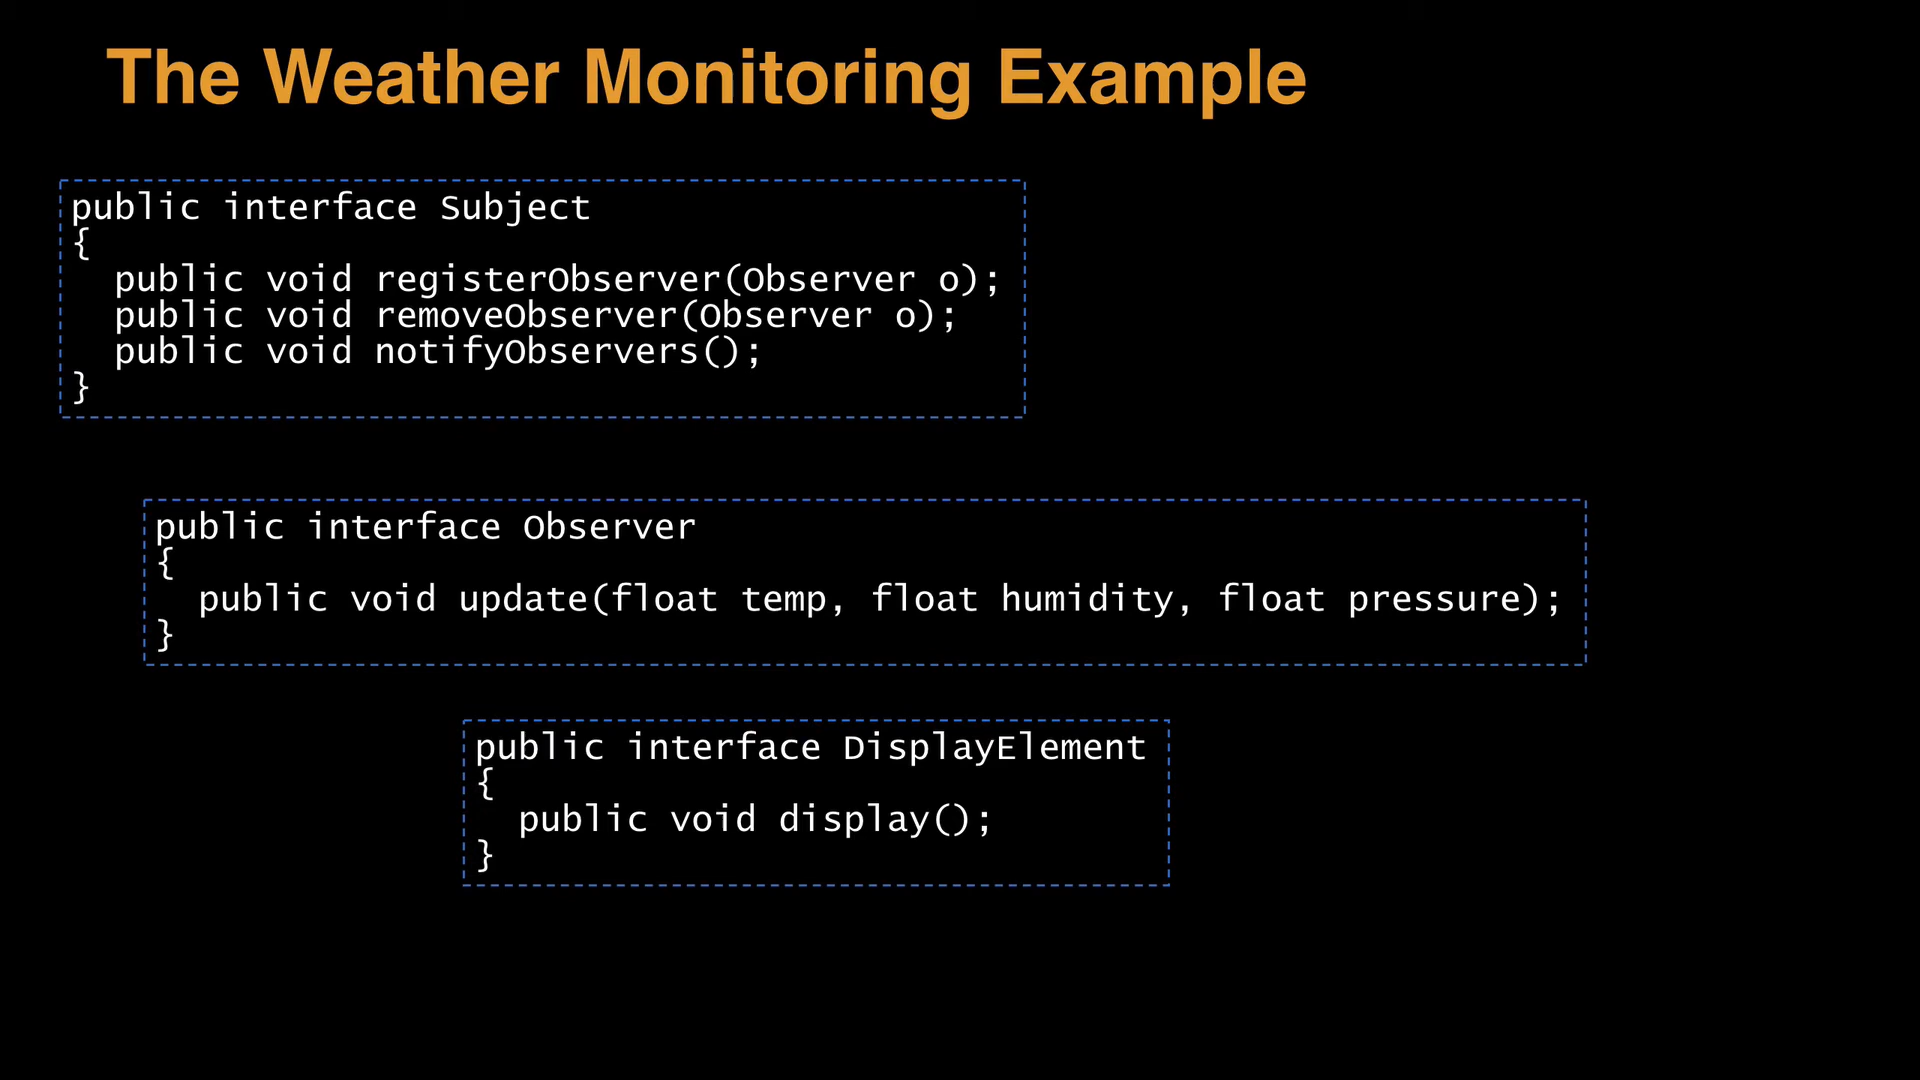 The Weather Monitoring Example
public interface Subject
{
  public void registerObserver(Observer o);
  public void removeObserver(Observer o);
  public void notifyObservers();
}
public interface Observer
{
  public void update(float temp, float humidity, float pressure);
}
public interface DisplayElement
{
  public void display();
}